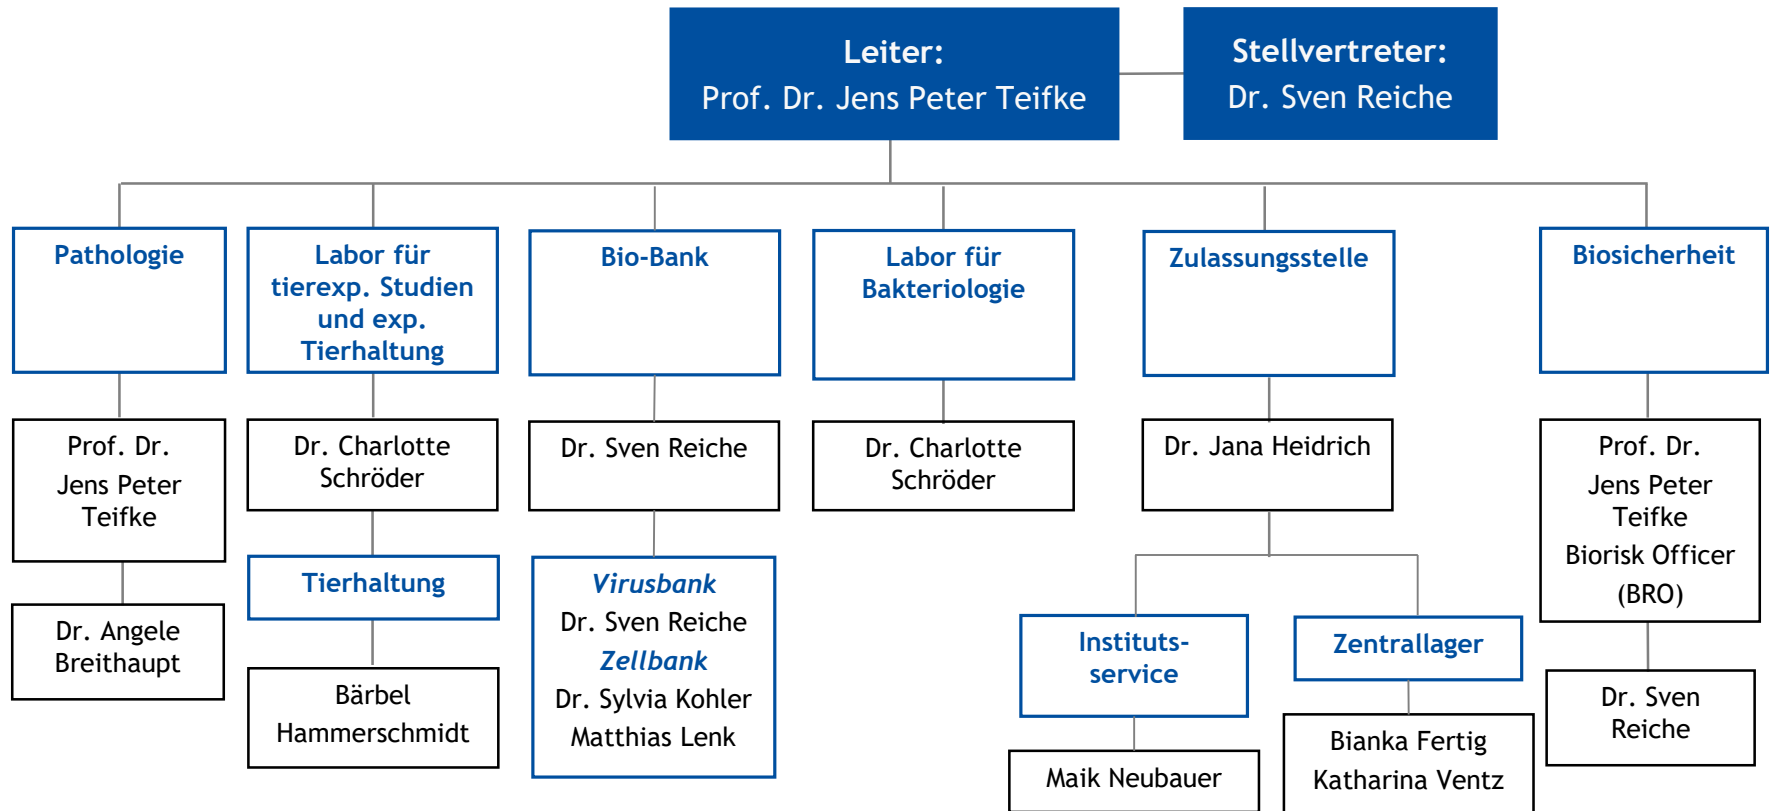 Leiter:
Prof. Dr. Jens Peter Teifke
Stellvertreter:
Dr. Sven Reiche
Pathologie
Labor für
tierexp. Studien
und exp.
Tierhaltung
Bio-Bank
Labor für
Bakteriologie
Zulassungsstelle
Biosicherheit
Prof. Dr.
Jens Peter
Teifke
Dr. Charlotte
Schröder
Dr. Sven Reiche
Dr. Charlotte
Schröder
Dr. Jana Heidrich
Prof. Dr.
Jens Peter
Teifke
Biorisk Officer
(BRO)
Dr. Angele
Breithaupt
Tierhaltung
Bärbel
Hammerschmidt
Virusbank
Dr. Sven Reiche
Zellbank
Dr. Sylvia Kohler
Matthias Lenk
Instituts-
service
Maik Neubauer
Zentrallager
Bianka Fertig
Katharina Ventz
Dr. Sven
Reiche